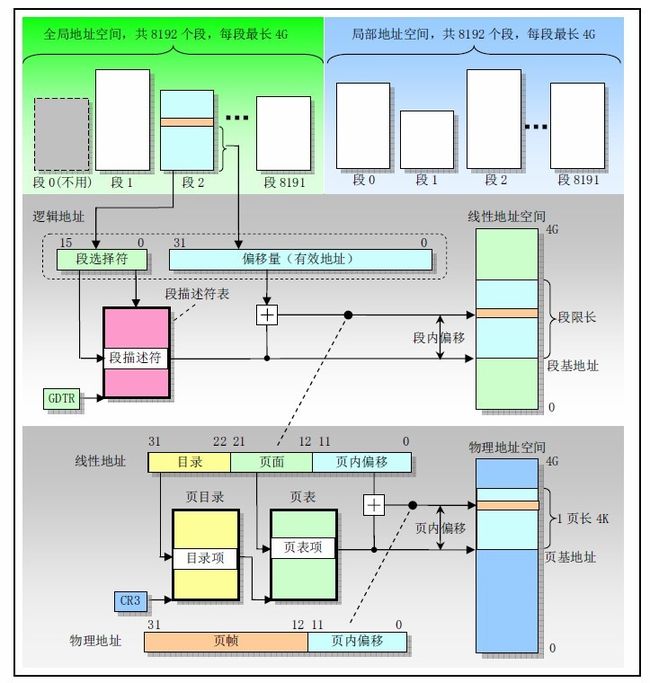 全局地址空间，共 8192 个段，每段最长 4G
局部地址空间，共 8192 个段，每段最长 4G
段 0(不用)
段 1
段 2
段 8191
段 0
段 1
段 2
段 8191
逻辑地址
15
0
31
0
段选择符
偏移量（有效地址）
线性地址空间
4G
段描述符表
段描述符
GDTR
段内偏移
段限长
段基地址
0
31
22
21
12
11
0
线性地址
目录
页面
页内偏移
物理地址空间
4G
页目录
页表
目录项
页表项
CR3
页内偏移
1 页长 4K
页基地址
0
31
12
11
0
物理地址
页帧
页内偏移